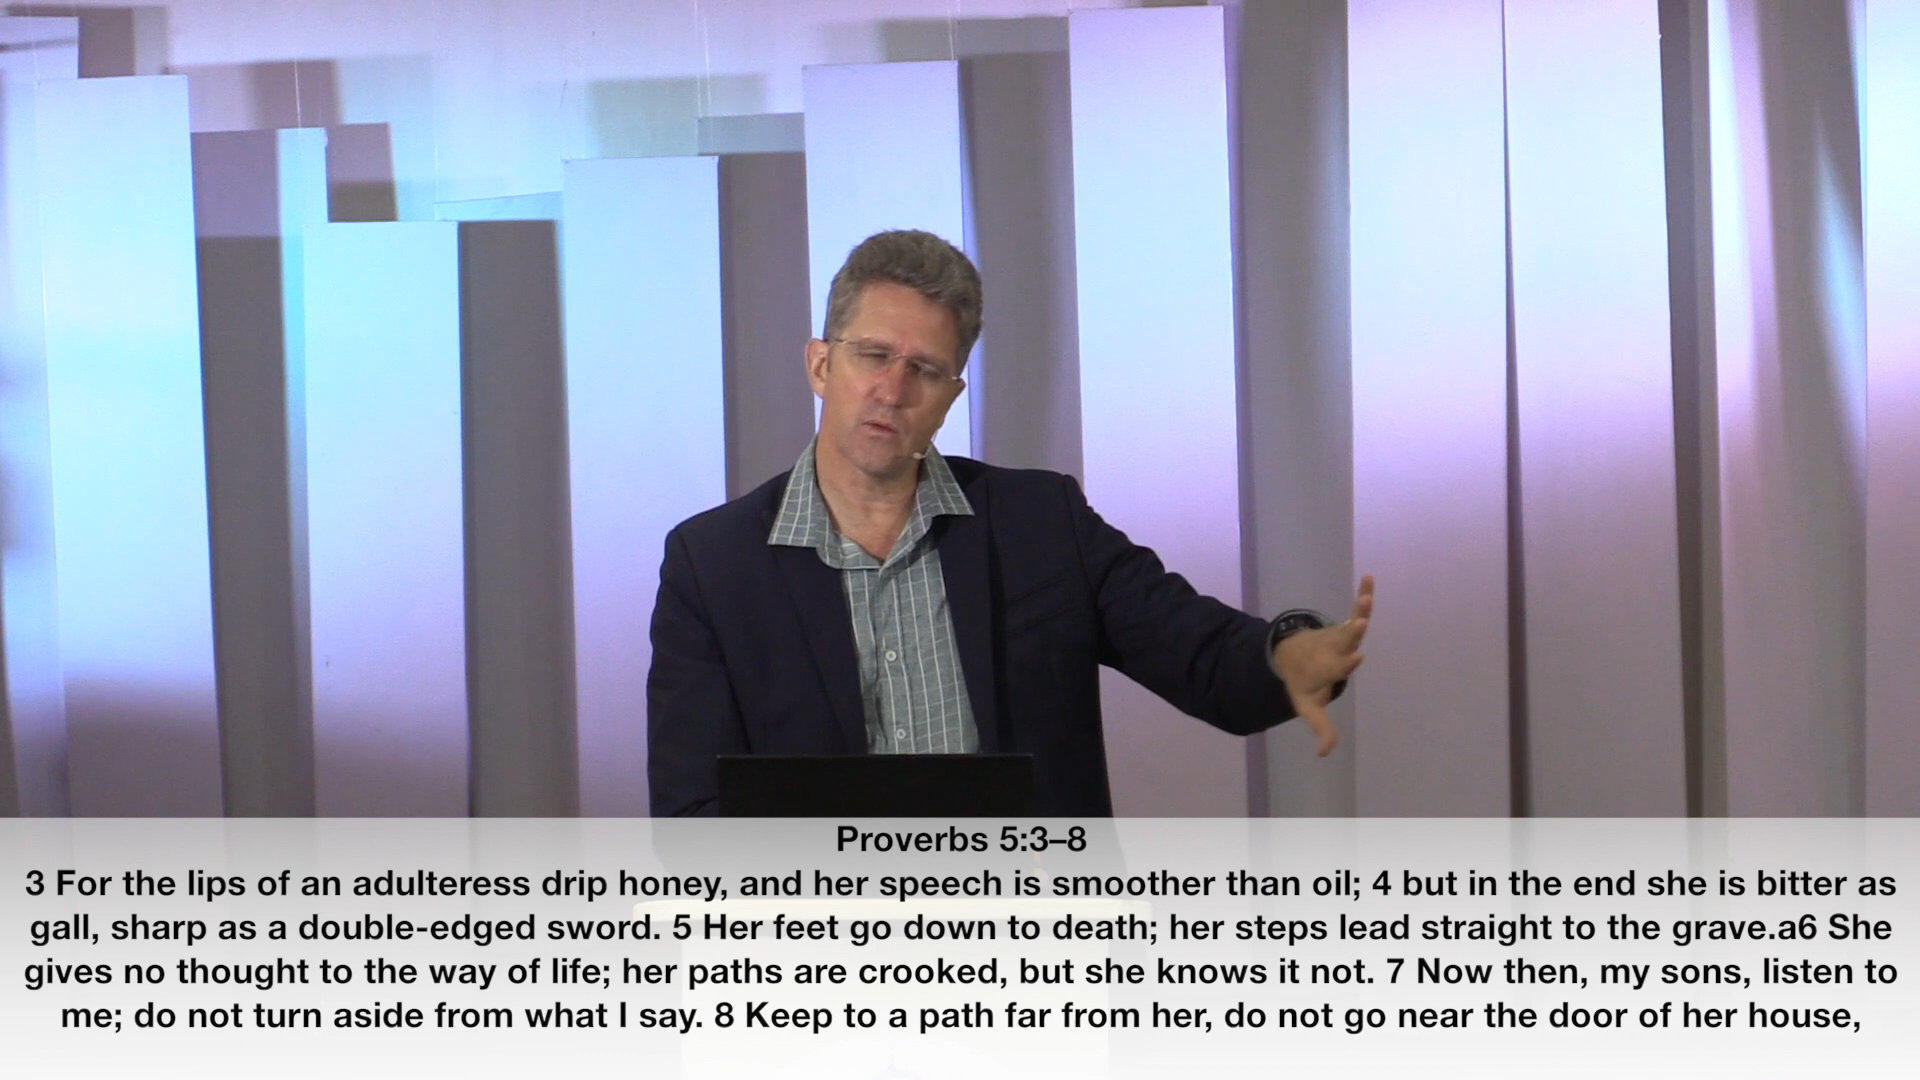 Proverbs 5:3–8
3 For the lips of an adulteress drip honey, and her speech is smoother than oil; 4 but in the end she is bitter as
gall, sharp as a double-edged sword. 5 Her feet go down to death; her steps lead straight to the grave.a6 She
gives no thought to the way of life; her paths are crooked, but she knows it not. 7 Now then, my sons, listen to
me; do not turn aside from what I say. 8 Keep to a path far from her, do not go near the door of her house,